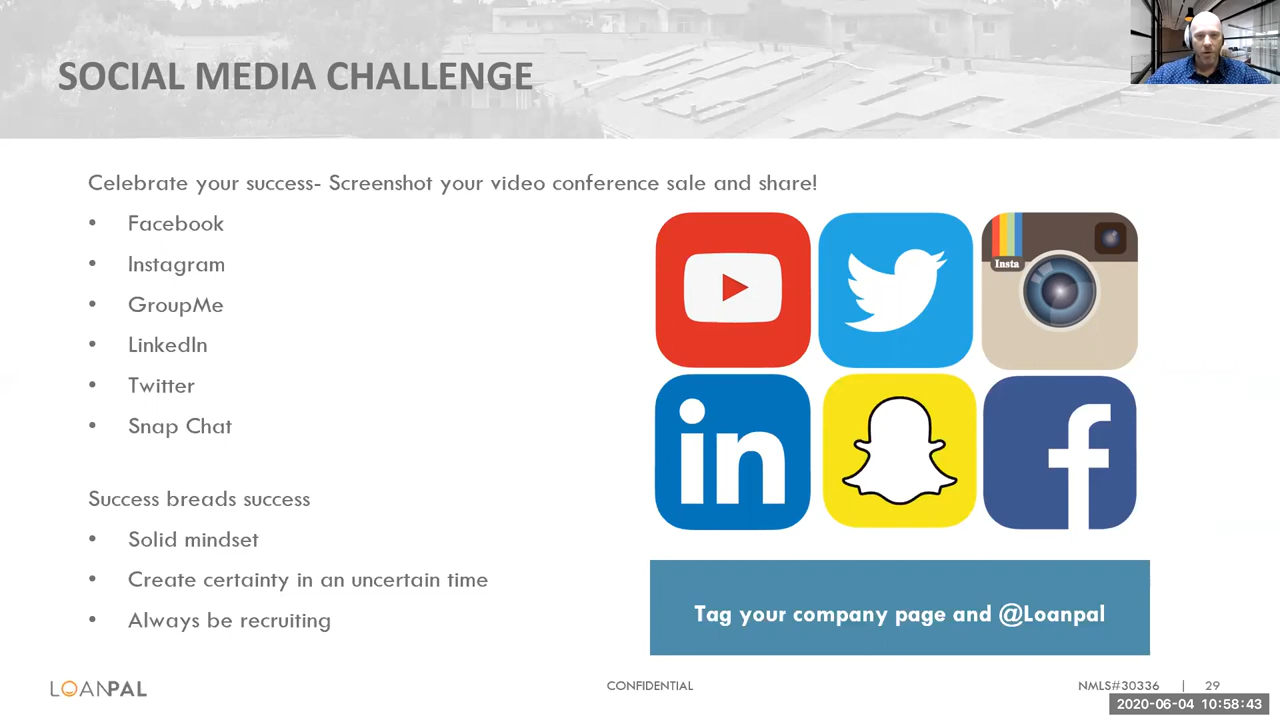 SOCIAL MEDIA CHALLENGE
Celebrate your success- Screenshot your video conference sale and share!
• Facebook
• Instagram
• GroupMe
• LinkedIn
• Twitter
• Snap Chat
Insta
in
f
Success breads success
• Solid mindset
• Create certainty in an uncertain time
• Always be recruiting
Tag your company page and @Loanpal
LOANPAL
CONFIDENTIAL
NMLS#30336 | 29
2020-06-04 10:58:43